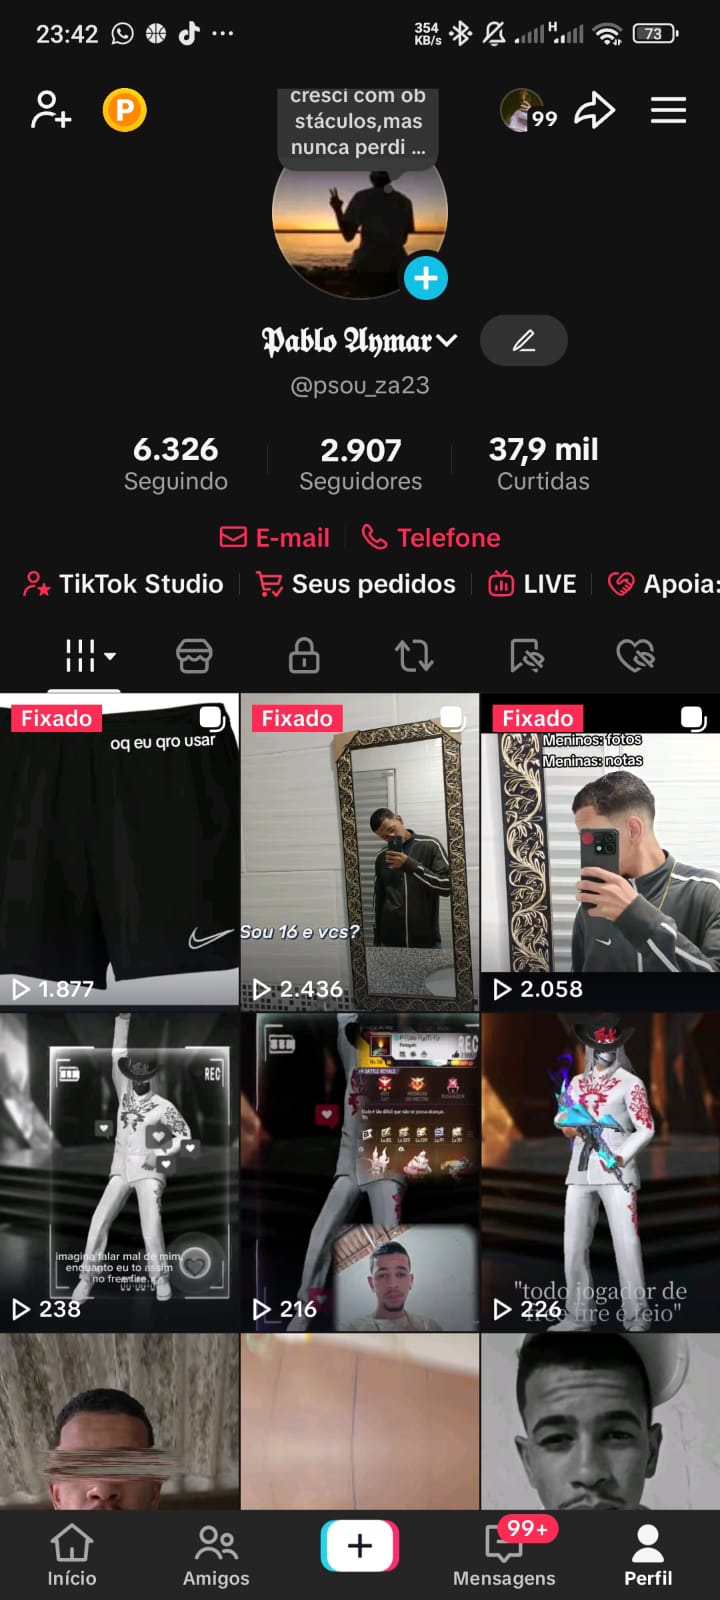 23:42
354
KB/s
H
73
P
cresci com ob
stáculos,mas
nunca perdi ...
99
Pablo Aymar
@psou_za23
6.326
Seguindo
2.907
Seguidores
37,9 mil
Curtidas
E-mail
Telefone
TikTok Studio
Seus pedidos
LIVE
Apoia:
Fixado
oq eu qro usar
1.877
Fixado
Sou 16 e vcs?
2.436
Fixado
Meninos: fotos
Meninas: notas
2.058
REC
imagina falar mal de mim
enquanto eu to assim
no free fire
238
REC
BATTLE ROYALE
216
"todo jogador de
free fire é feio"
226
Início
Amigos
99+
Mensagens
Perfil